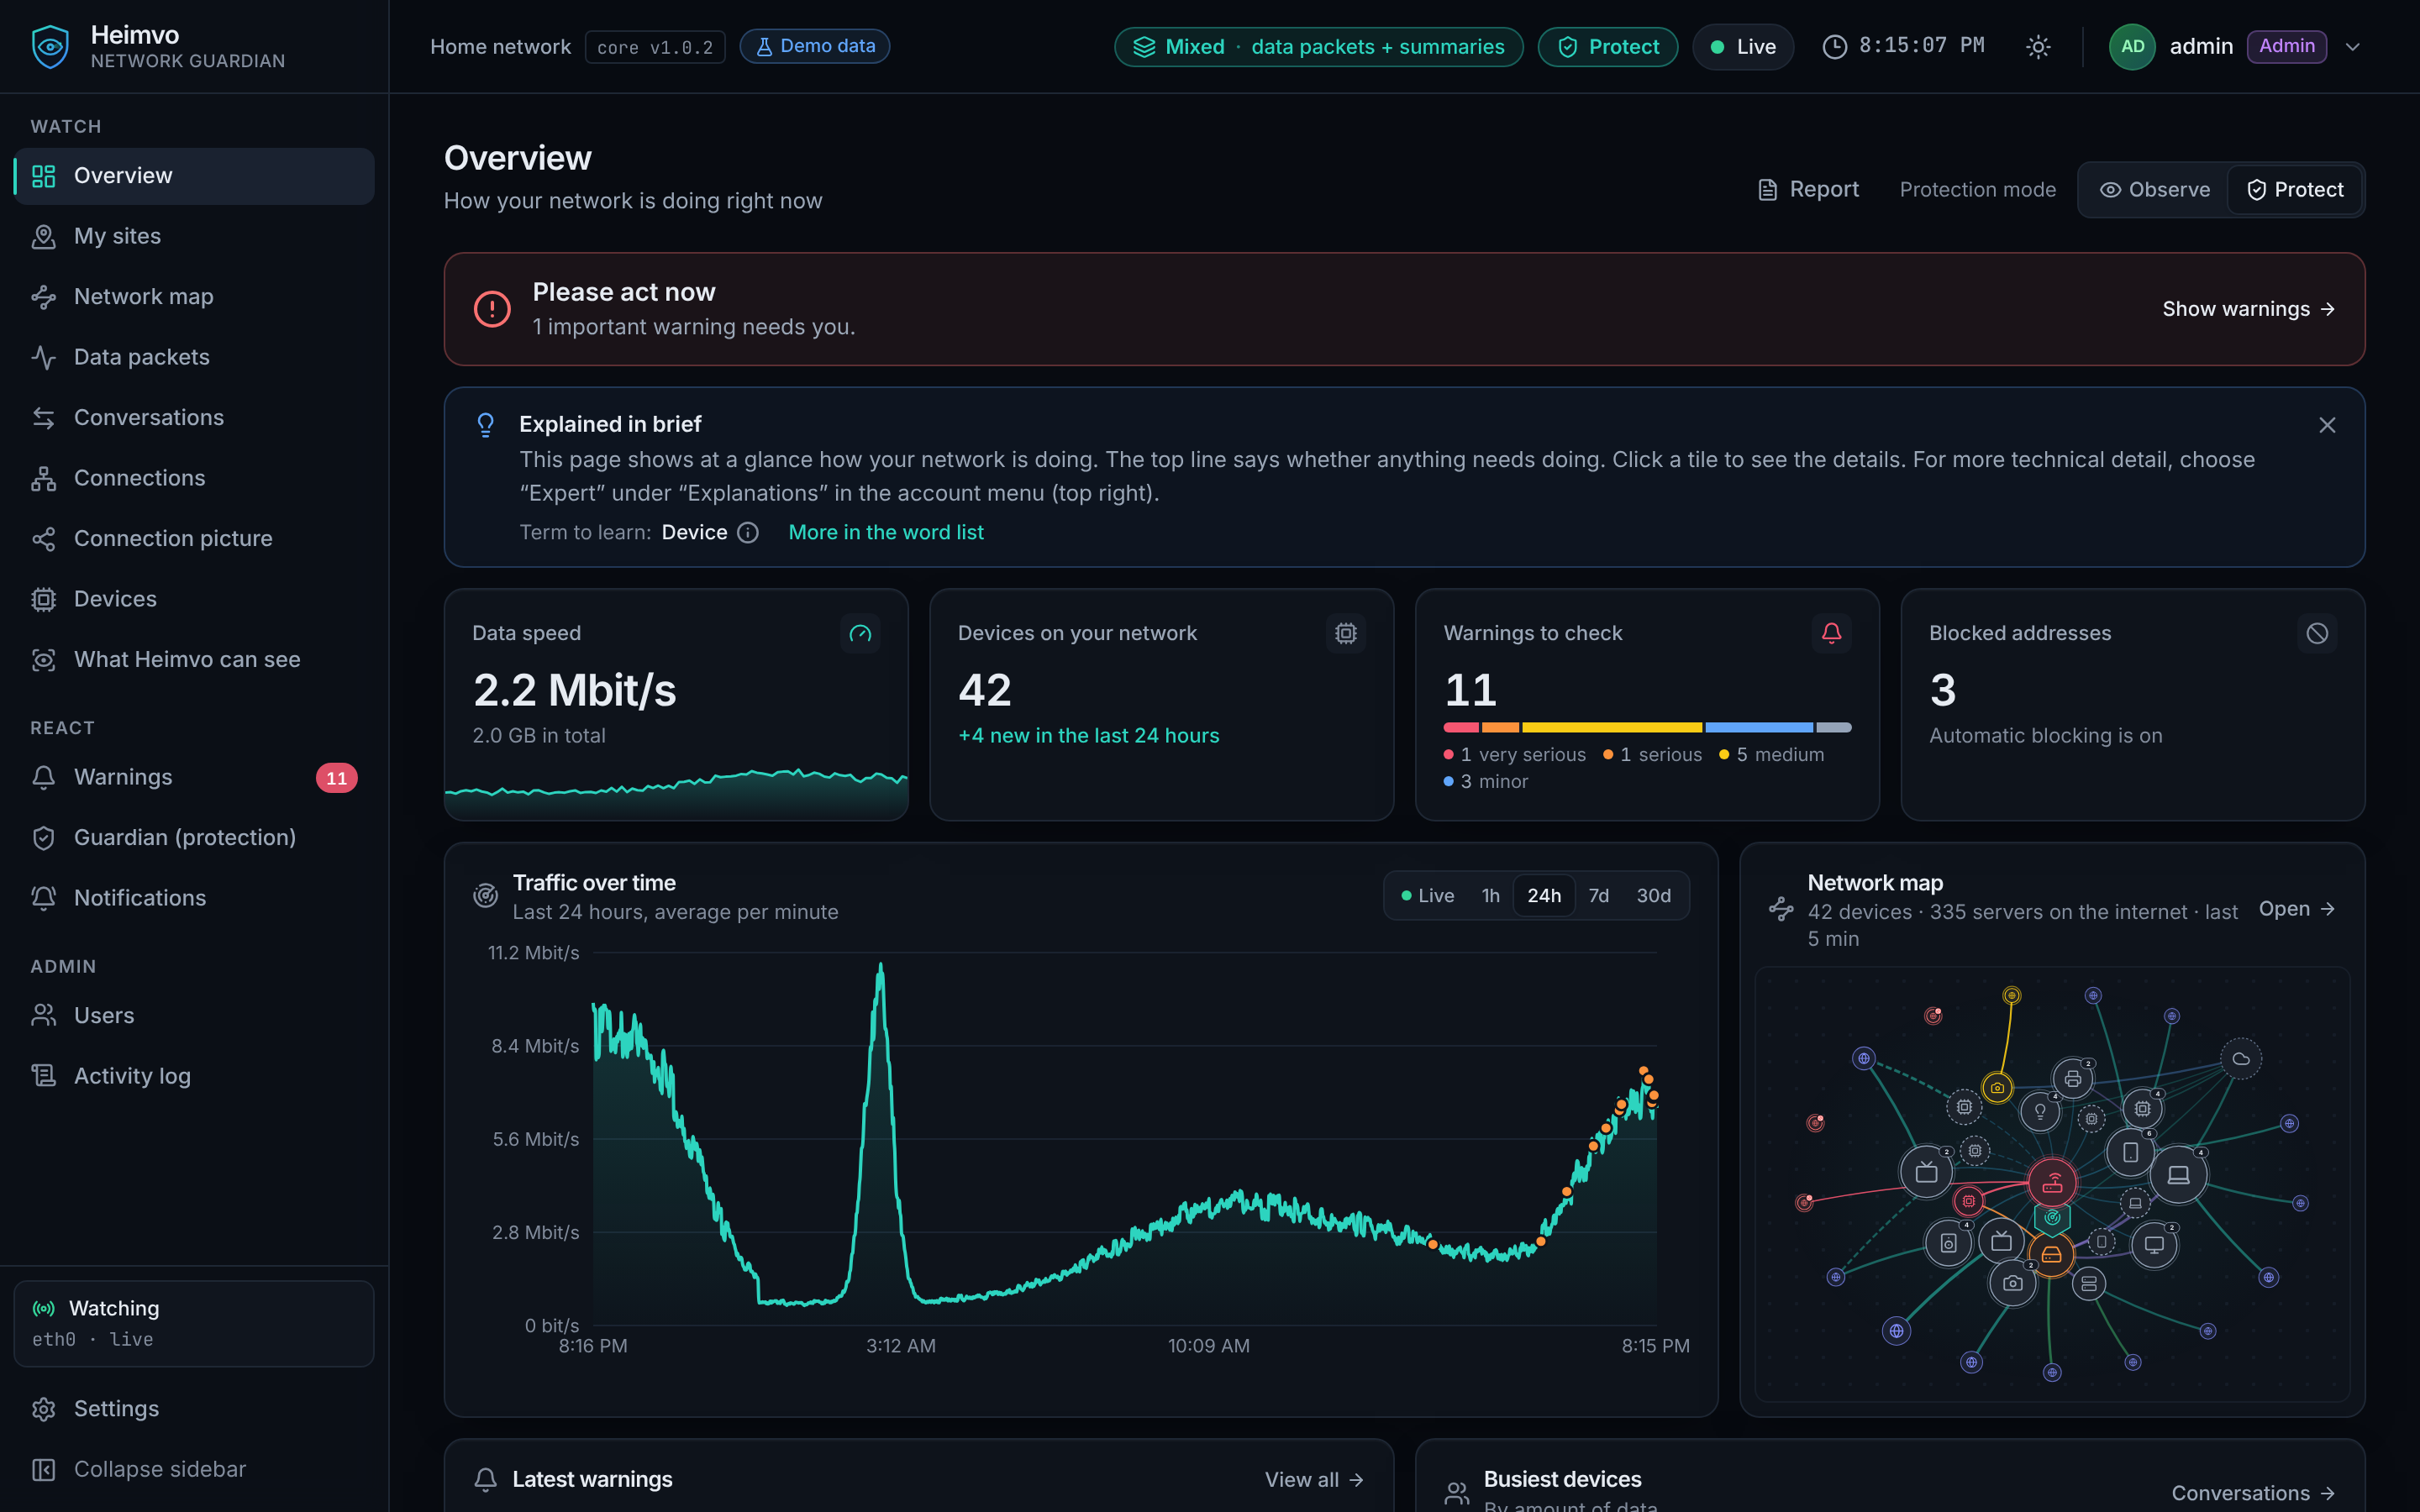 Heimvo
NETWORK GUARDIAN
Home network
core v1.0.2
Demo data
Mixed · data packets + summaries
Protect
Live
8:15:07 PM
AD
admin
Admin
WATCH
Overview
My sites
Network map
Data packets
Conversations
Connections
Connection picture
Devices
What Heimvo can see
REACT
Warnings
11
Guardian (protection)
Notifications
ADMIN
Users
Activity log
Watching
eth0 · live
Settings
Collapse sidebar
Overview
How your network is doing right now
Report
Protection mode
Observe
Protect
Please act now
1 important warning needs you.
Show warnings →
Explained in brief
This page shows at a glance how your network is doing. The top line says whether anything needs doing. Click a tile to see the details. For more technical detail, choose
“Expert” under “Explanations” in the account menu (top right).
Term to learn: Device
More in the word list
Data speed
2.2 Mbit/s
2.0 GB in total
Devices on your network
42
+4 new in the last 24 hours
Warnings to check
11
1 very serious
1 serious
5 medium
3 minor
Blocked addresses
3
Automatic blocking is on
Traffic over time
Last 24 hours, average per minute
Live
1h
24h
7d
30d
11.2 Mbit/s
8.4 Mbit/s
5.6 Mbit/s
2.8 Mbit/s
0 bit/s
8:16 PM
3:12 AM
10:09 AM
8:15 PM
Network map
42 devices · 335 servers on the internet · last
5 min
Open →
2
4
4
6
2
4
4
2
2
Latest warnings
View all →
Busiest devices
By amount of data
Conversations →